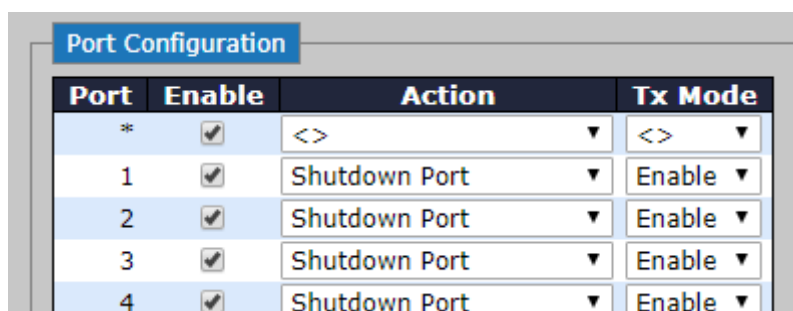 Port Configuration
Port Enable Action Tx Mode
* <> <>
1 Shutdown Port Enable
2 Shutdown Port Enable
3 Shutdown Port Enable
4 Shutdown Port Enable